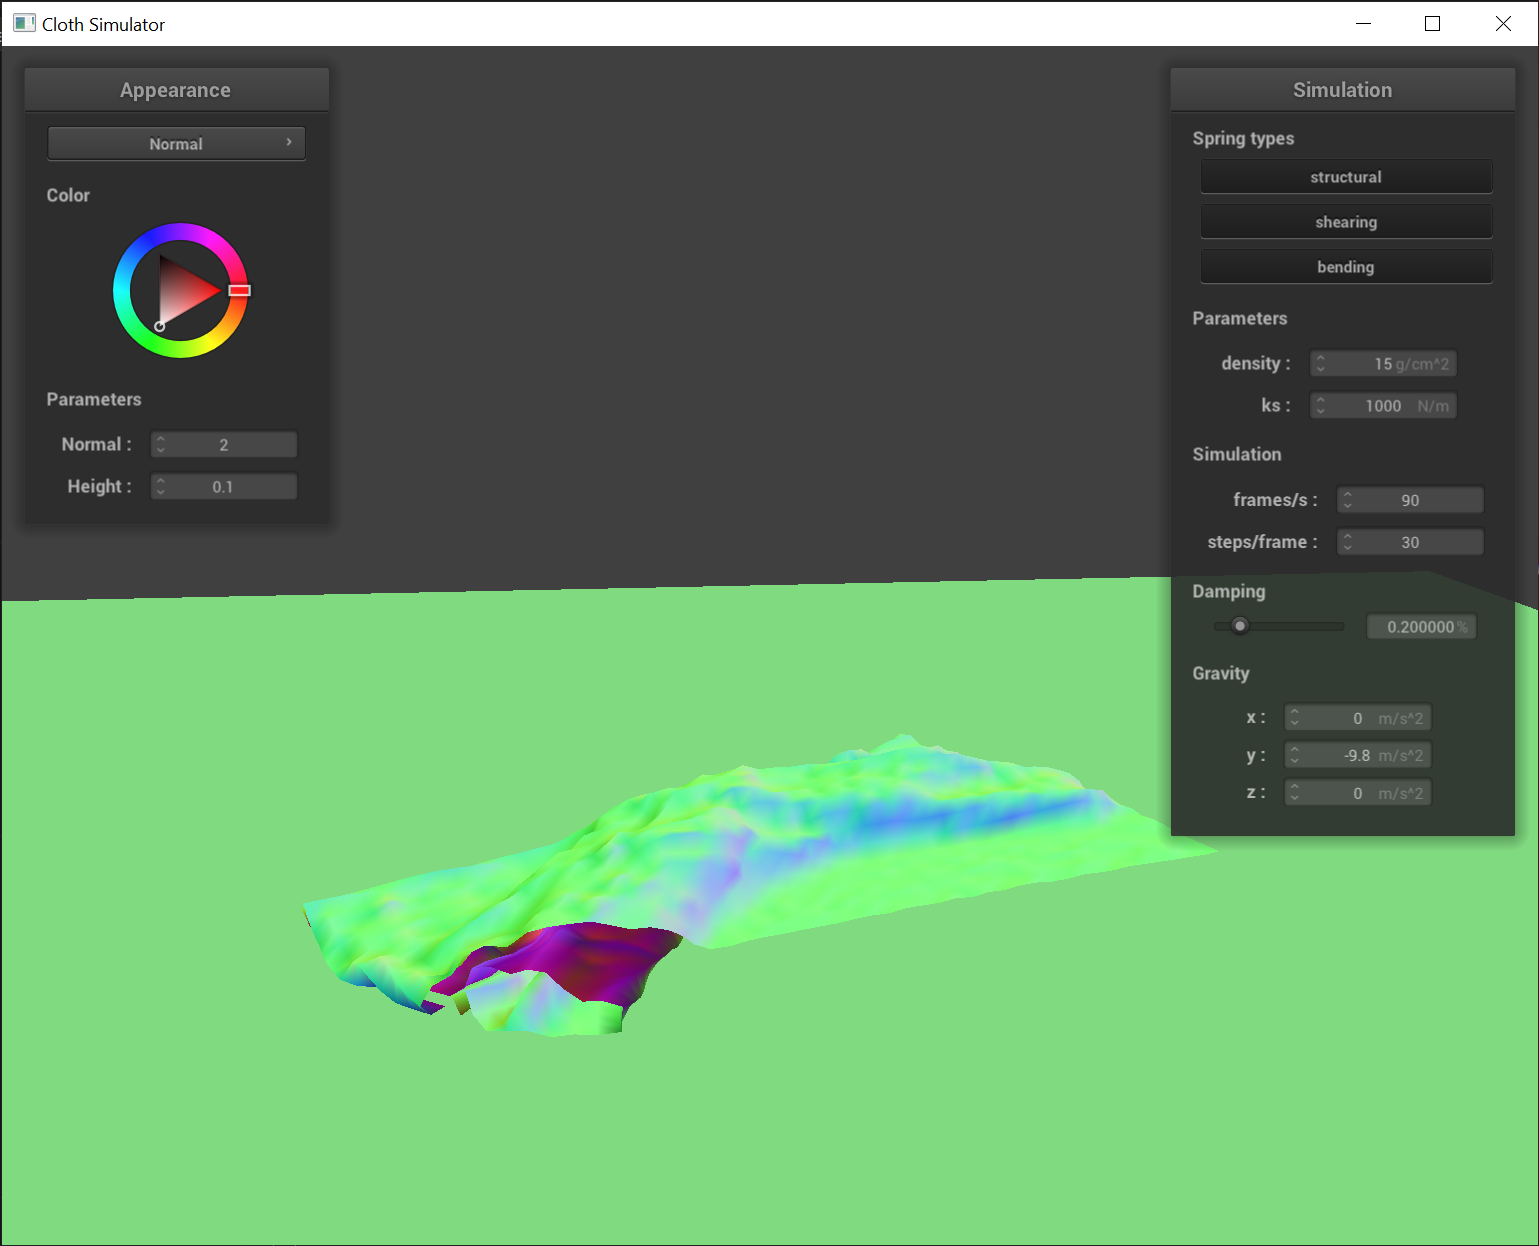 Cloth Simulator
Appearance
Normal
Color
Parameters
Normal : 2
Height : 0.1
Simulation
Spring types
structural
shearing
bending
Parameters
density : 15 g/cm^2
ks : 1000 N/m
Simulation
frames/s : 90
steps/frame : 30
Damping
0.200000 %
Gravity
x : 0 m/s^2
y : -9.8 m/s^2
z : 0 m/s^2